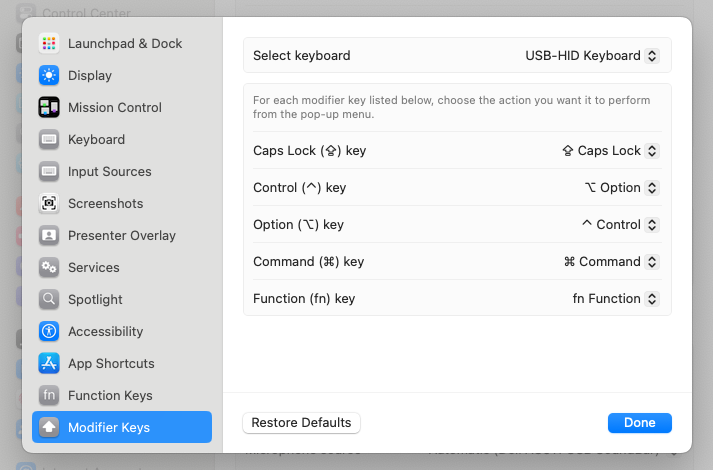 Control Center
Launchpad & Dock
Display
Mission Control
Keyboard
Input Sources
Screenshots
Presenter Overlay
Services
Spotlight
Accessibility
App Shortcuts
fn Function Keys
Modifier Keys
Select keyboard USB-HID Keyboard
For each modifier key listed below, choose the action you want it to perform
from the pop-up menu.
Caps Lock (⇪) key ⇪ Caps Lock
Control (^) key ⌥ Option
Option (⌥) key ^ Control
Command (⌘) key ⌘ Command
Function (fn) key fn Function
Restore Defaults Done